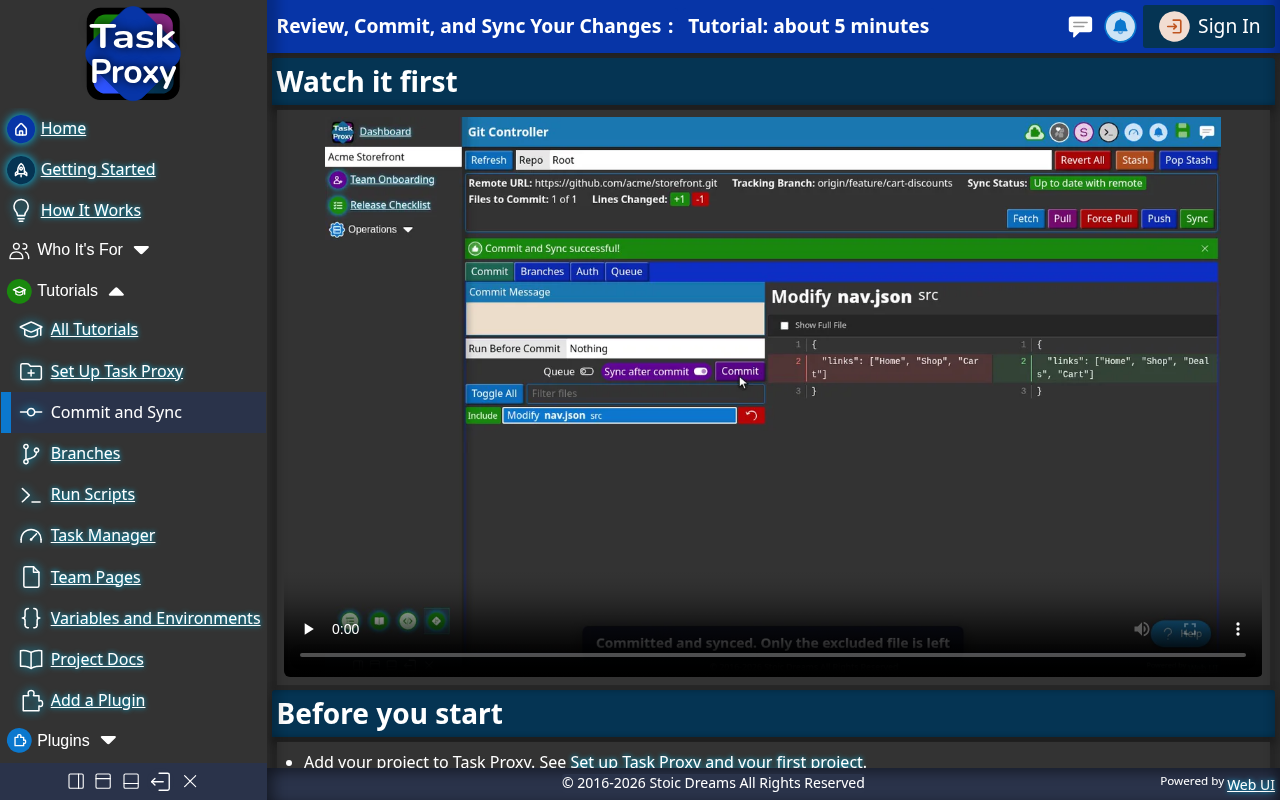 Task
Proxy
Home
Getting Started
How It Works
Who It's For
Tutorials
All Tutorials
Set Up Task Proxy
Commit and Sync
Branches
Run Scripts
Task Manager
Team Pages
Variables and Environments
Project Docs
Add a Plugin
Plugins
Review, Commit, and Sync Your Changes : Tutorial: about 5 minutes
Sign In
Watch it first
Task Proxy
Dashboard
Acme Storefront
Team Onboarding
Release Checklist
Operations
Git Controller
Refresh Repo Root Revert All Stash Pop Stash
Remote URL: https://github.com/acme/storefront.git Tracking Branch: origin/feature/cart-discounts Sync Status: Up to date with remote
Files to Commit: 1 of 1 Lines Changed: +1 -1
Fetch Pull Force Pull Push Sync
Commit and Sync successful!
Commit Branches Auth Queue
Commit Message
Run Before Commit Nothing
Queue Sync after commit Commit
Toggle All Filter files
Include Modify nav.json src
Modify nav.json src
Show Full File
1 { 1 {
2 "links": ["Home", "Shop", "Car 2 "links": ["Home", "Shop", "Deal
t"] s", "Cart"]
3 } 3 }
0:00
Committed and synced. Only the excluded file is left
? Help
Before you start
Add your project to Task Proxy. See Set up Task Proxy and your first project.
© 2016-2026 Stoic Dreams All Rights Reserved
Powered by Web UI